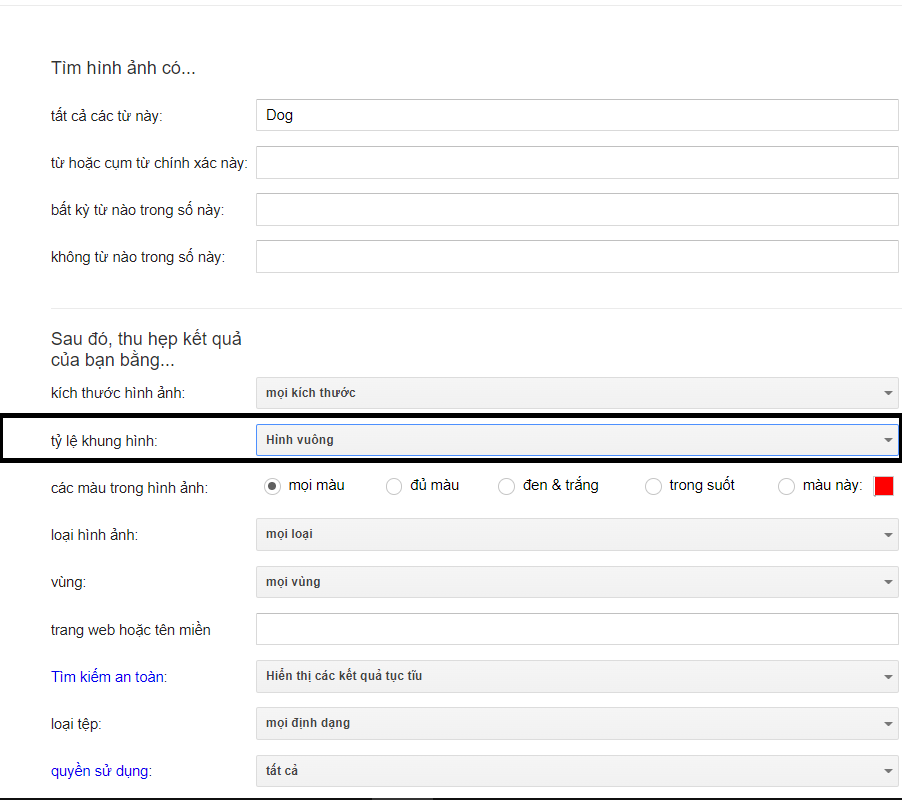 Tìm hình ảnh có...
tất cả các từ này: Dog
từ hoặc cụm từ chính xác này:
bất kỳ từ nào trong số này:
không từ nào trong số này:
Sau đó, thu hẹp kết quả
của bạn bằng...
kích thước hình ảnh: mọi kích thước
tỷ lệ khung hình: Hình vuông
các màu trong hình ảnh: mọi màu đủ màu đen & trắng trong suốt màu này:
loại hình ảnh: mọi loại
vùng: mọi vùng
trang web hoặc tên miền
Tìm kiếm an toàn: Hiển thị các kết quả tục tĩu
loại tệp: mọi định dạng
quyền sử dụng: tất cả